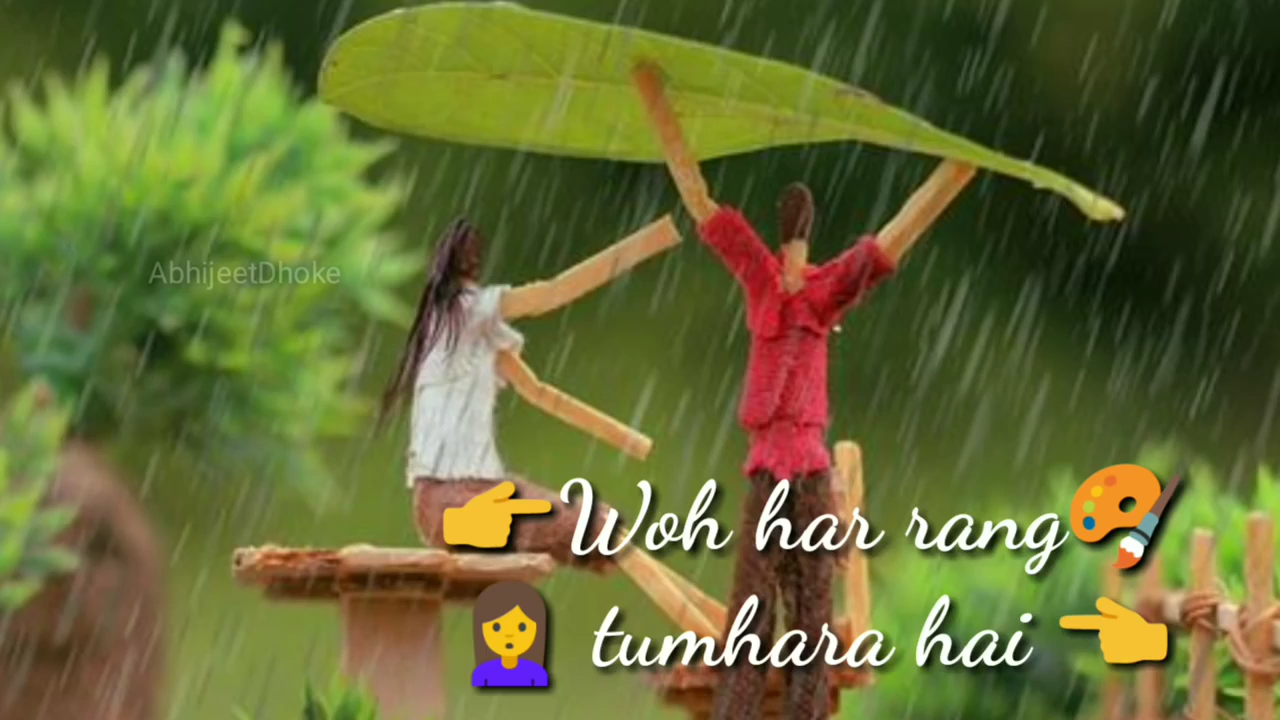 AbhijeetDhoke
👉Woh har rang🎨
🙎‍♀️ tumhara hai 👈